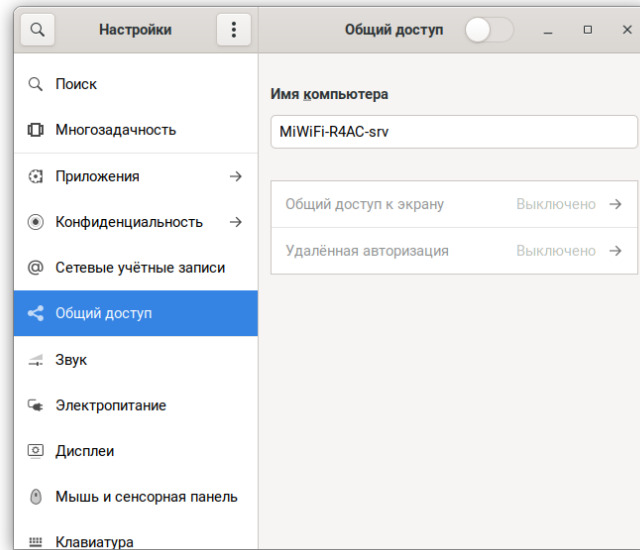 Настройки
Общий доступ
Поиск
Многозадачность
Приложения
Конфиденциальность
@ Сетевые учётные записи
Общий доступ
Звук
Электропитание
Дисплеи
Мышь и сенсорная панель
Клавиатура
Имя компьютера
MiWiFi-R4AC-srv
Общий доступ к экрану Выключено
Удалённая авторизация Выключено